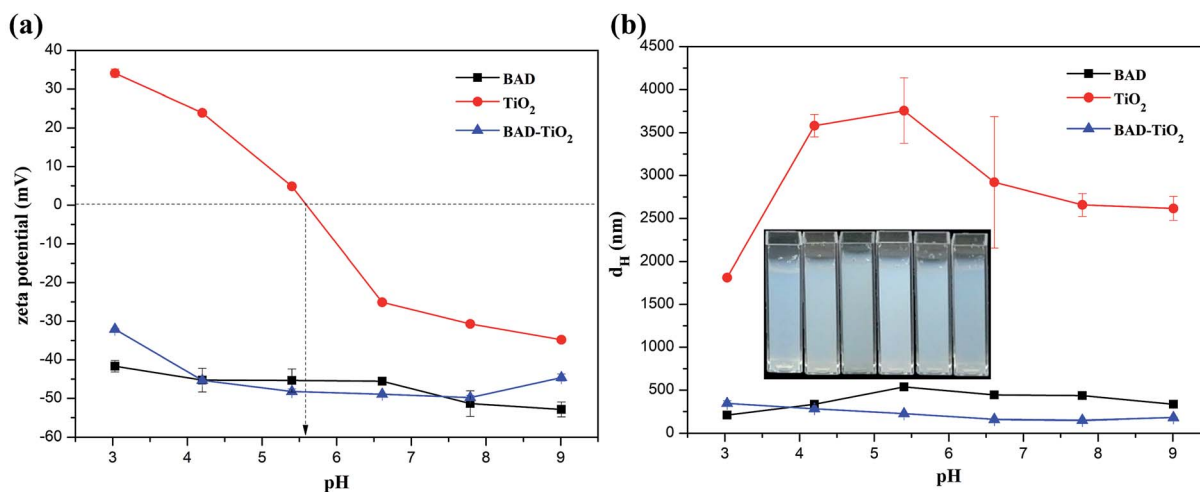 (a)
40
30
20
10
0
-10
-20
-30
-40
-50
-60
zeta potential (mV)
BAD
TiO₂
BAD-TiO₂
3 4 5 6 7 8 9
pH
(b)
4500
4000
3500
3000
2500
2000
1500
1000
500
0
d_H (nm)
BAD
TiO₂
BAD-TiO₂
3 4 5 6 7 8 9
pH